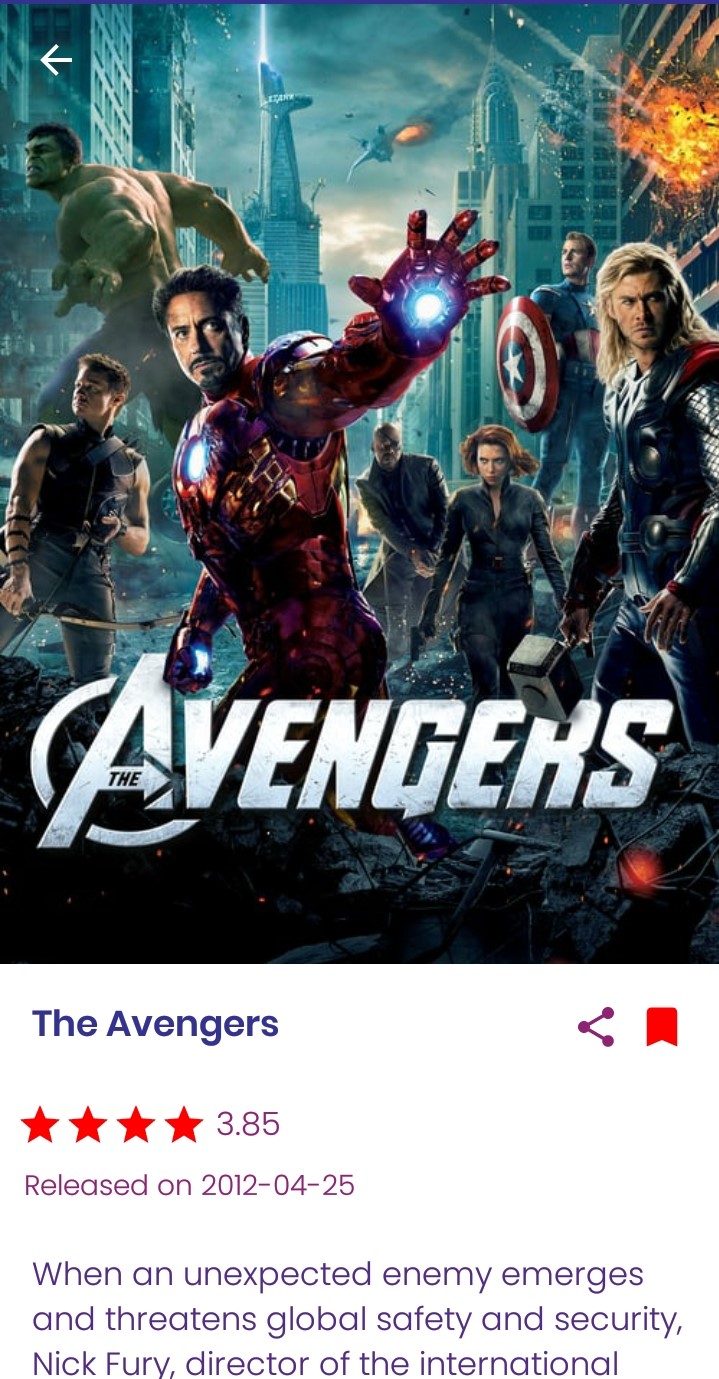 STARK
THE
AVENGERS
The Avengers
3.85
Released on 2012-04-25
When an unexpected enemy emerges
and threatens global safety and security,
Nick Fury, director of the international